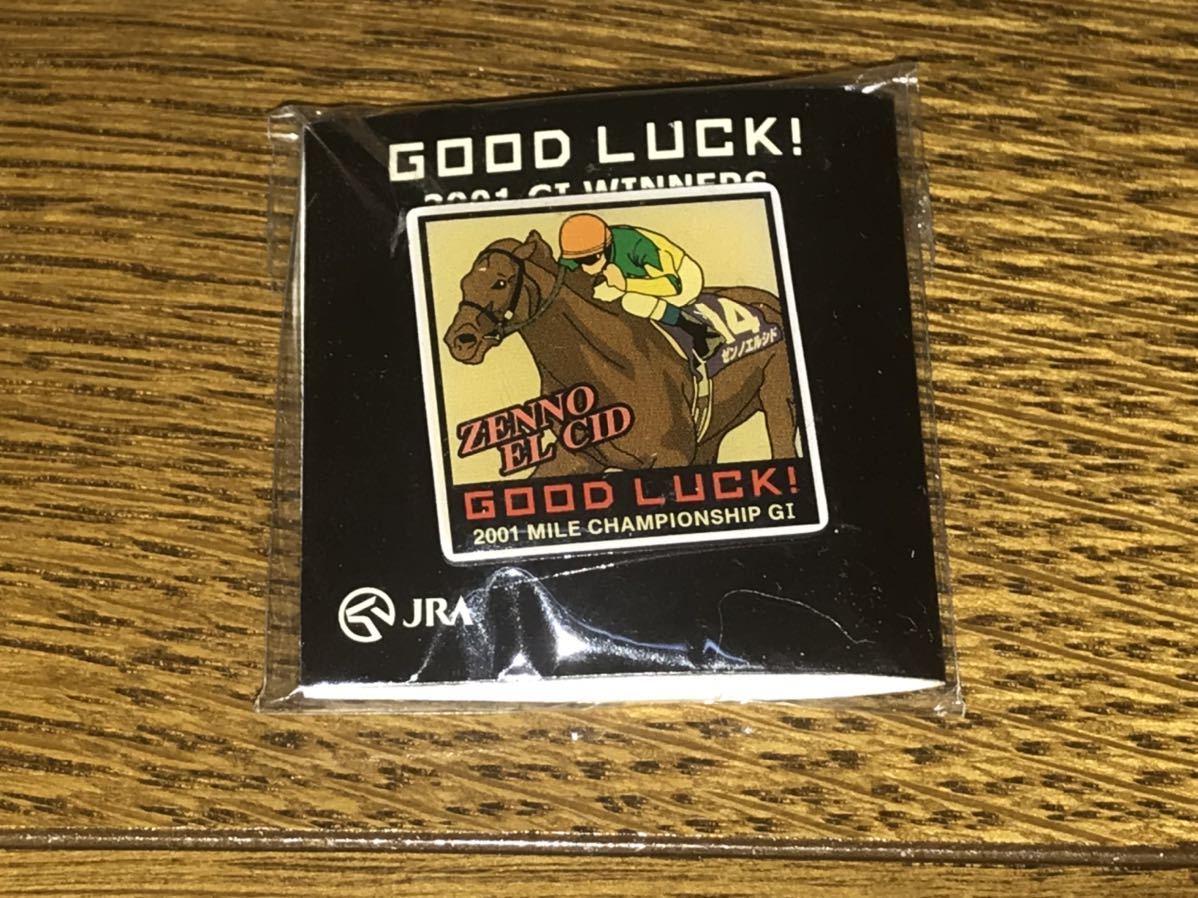 GOOD LUCK!
2001 GI WINNERS
14
ゼンノエルシド
ZENNO
EL CID
GOOD LUCK!
2001 MILE CHAMPIONSHIP GI
JRA